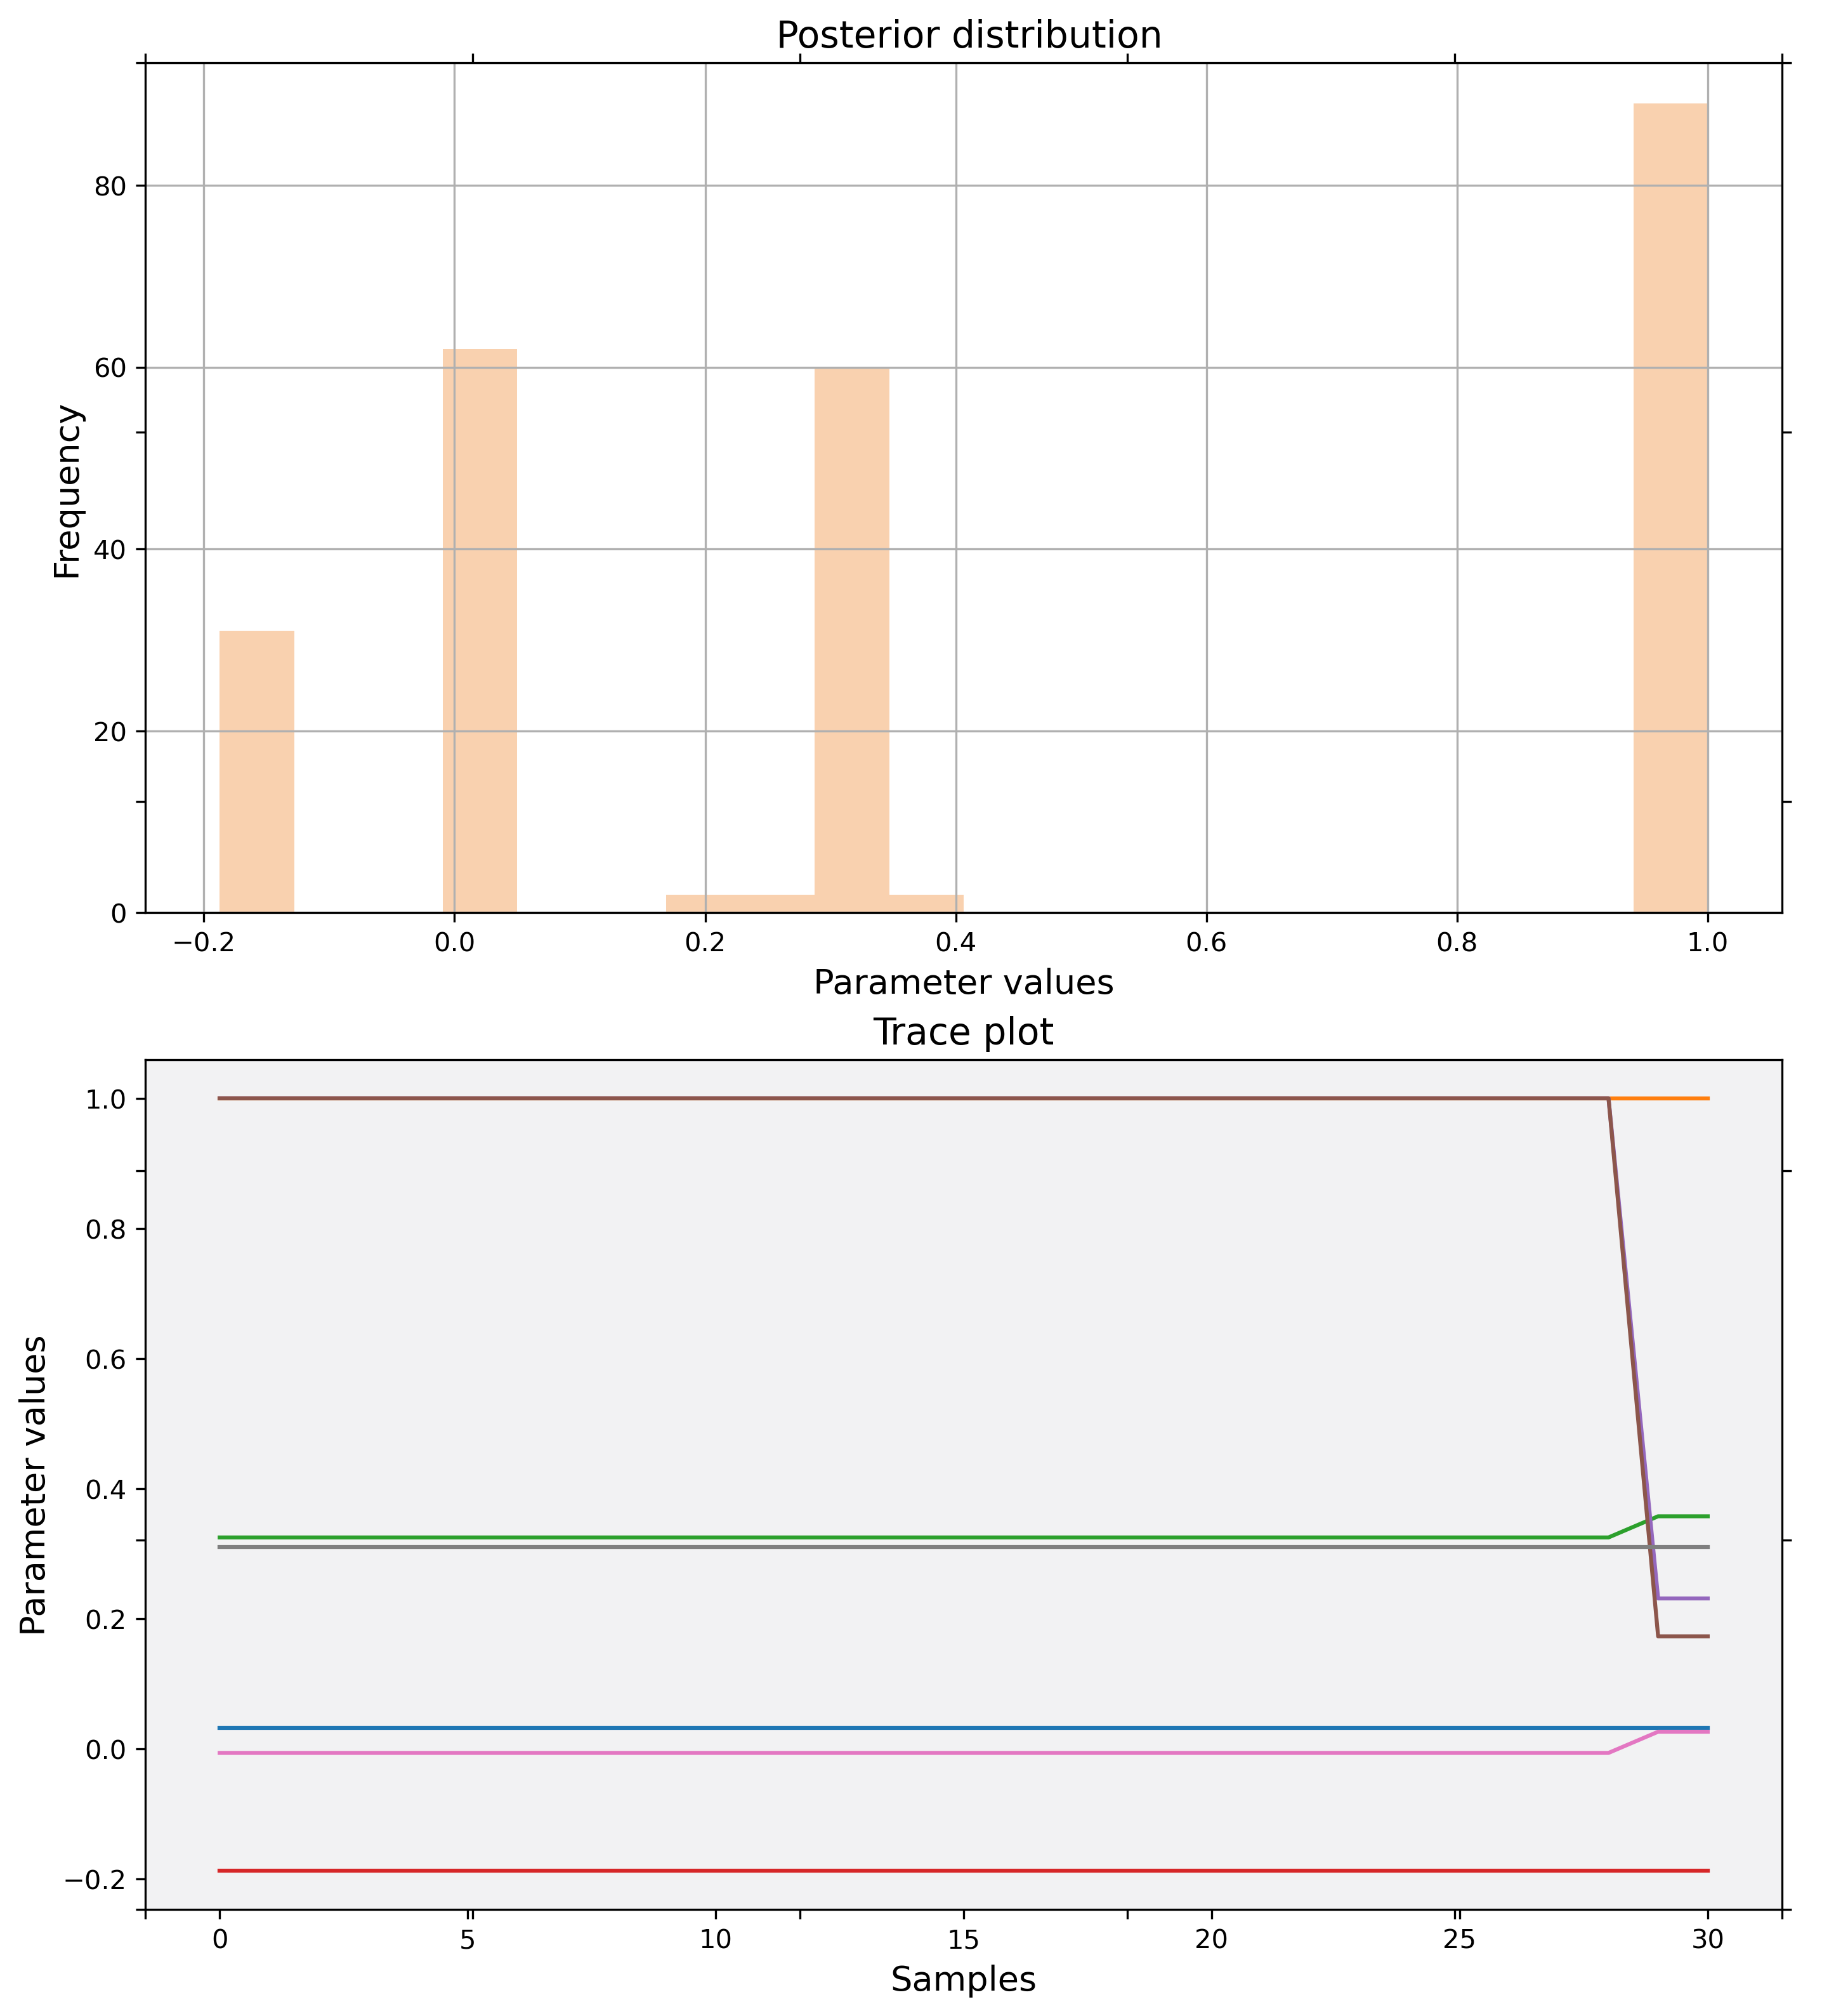 Posterior distribution
80
60
40
20
0
Frequency
−0.2 0.0 0.2 0.4 0.6 0.8 1.0
Parameter values
Trace plot
1.0
0.8
0.6
0.4
0.2
0.0
−0.2
Parameter values
0 5 10 15 20 25 30
Samples